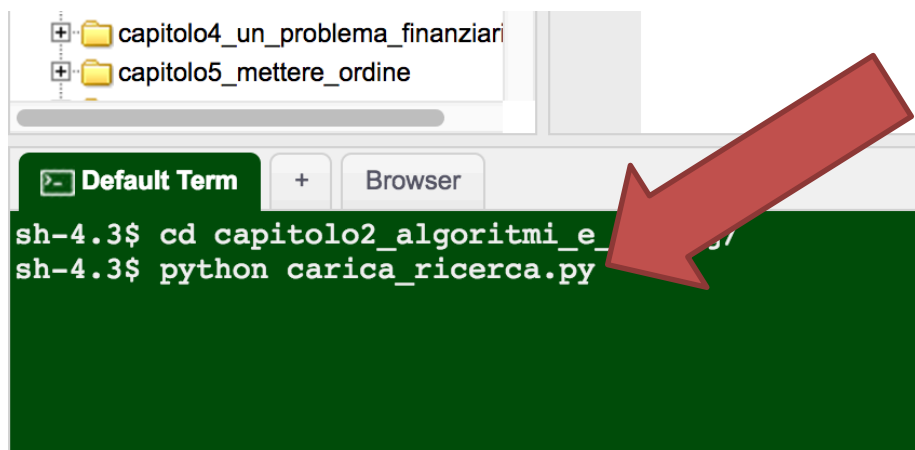 capitolo4_un_problema_finanziari
capitolo5_mettere_ordine
Default Term
+
Browser
sh-4.3$ cd capitolo2_algoritmi_e_
sh-4.3$ python carica_ricerca.py